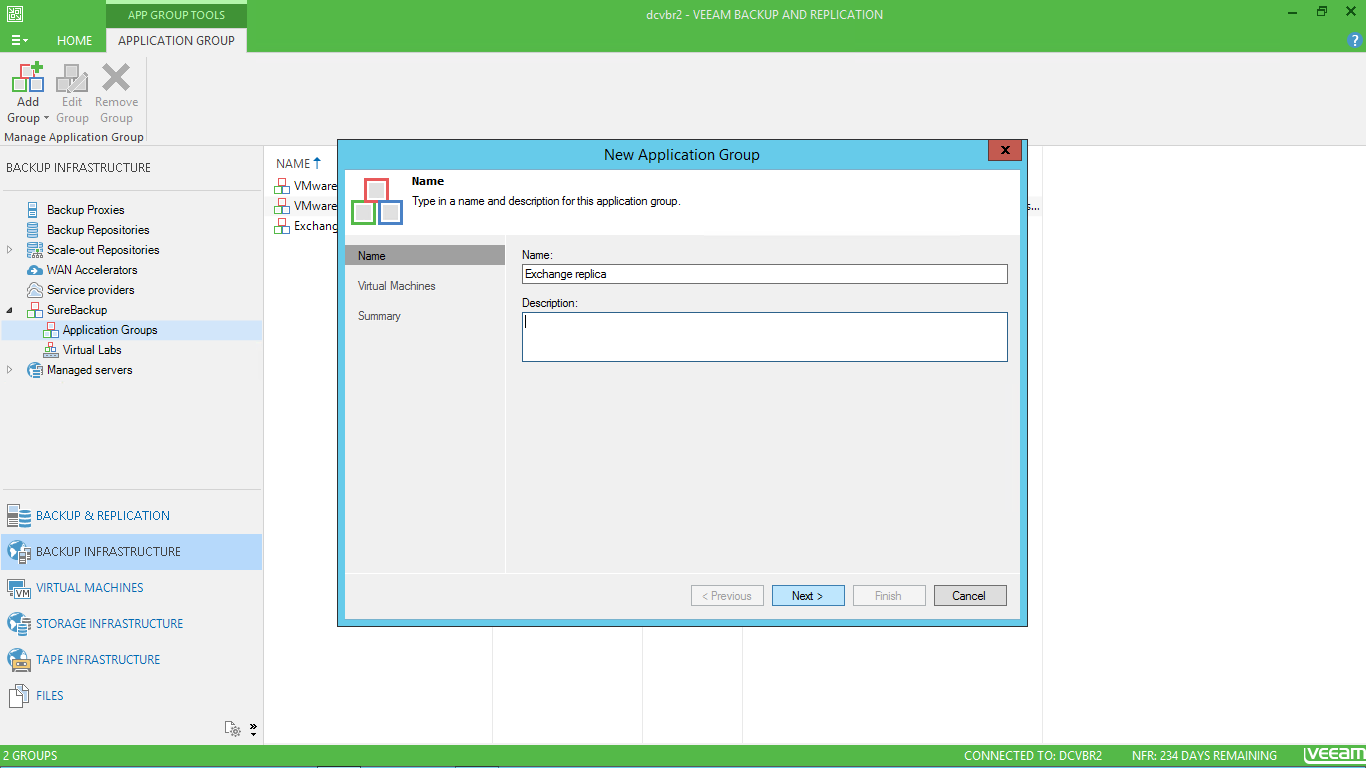 APP GROUP TOOLS
dcvbr2 - VEEAM BACKUP AND REPLICATION
HOME
APPLICATION GROUP
Add Group
Edit Group
Remove Group
Manage Application Group
BACKUP INFRASTRUCTURE
Backup Proxies
Backup Repositories
Scale-out Repositories
WAN Accelerators
Service providers
SureBackup
Application Groups
Virtual Labs
Managed servers
BACKUP & REPLICATION
BACKUP INFRASTRUCTURE
VM VIRTUAL MACHINES
STORAGE INFRASTRUCTURE
TAPE INFRASTRUCTURE
FILES
NAME
VMware
VMware
Exchang
s...
New Application Group
X
Name
Type in a name and description for this application group.
Name
Virtual Machines
Summary
Name:
Exchange replica
Description:
< Previous
Next >
Finish
Cancel
2 GROUPS
CONNECTED TO: DCVBR2
NFR: 234 DAYS REMAINING
veeam